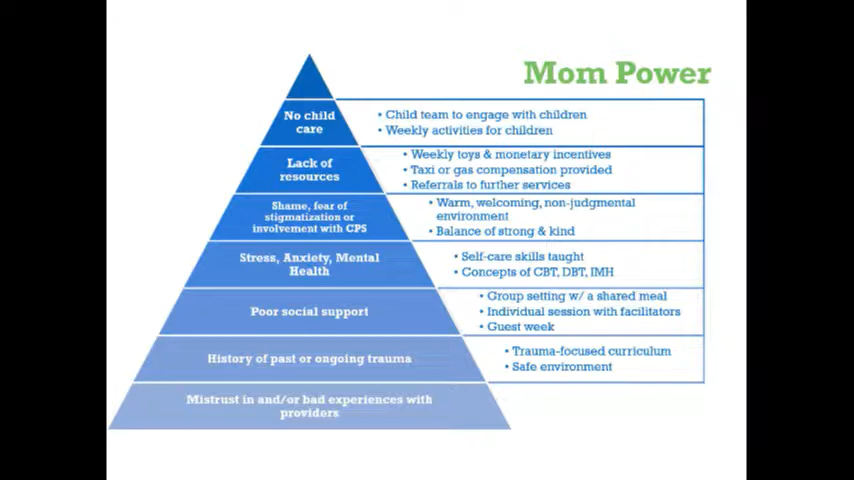 Mom Power
No child
care
• Child team to engage with children
• Weekly activities for children
Lack of
resources
• Weekly toys & monetary incentives
• Taxi or gas compensation provided
• Referrals to further services
Shame, fear of
stigmatization or
involvement with CPS
• Warm, welcoming, non-judgmental
environment
• Balance of strong & kind
Stress, Anxiety, Mental
Health
• Self-care skills taught
• Concepts of CBT, DBT, IMH
Poor social support
• Group setting w/ a shared meal
• Individual session with facilitators
• Guest week
History of past or ongoing trauma
• Trauma-focused curriculum
• Safe environment
Mistrust in and/or bad experiences with
providers